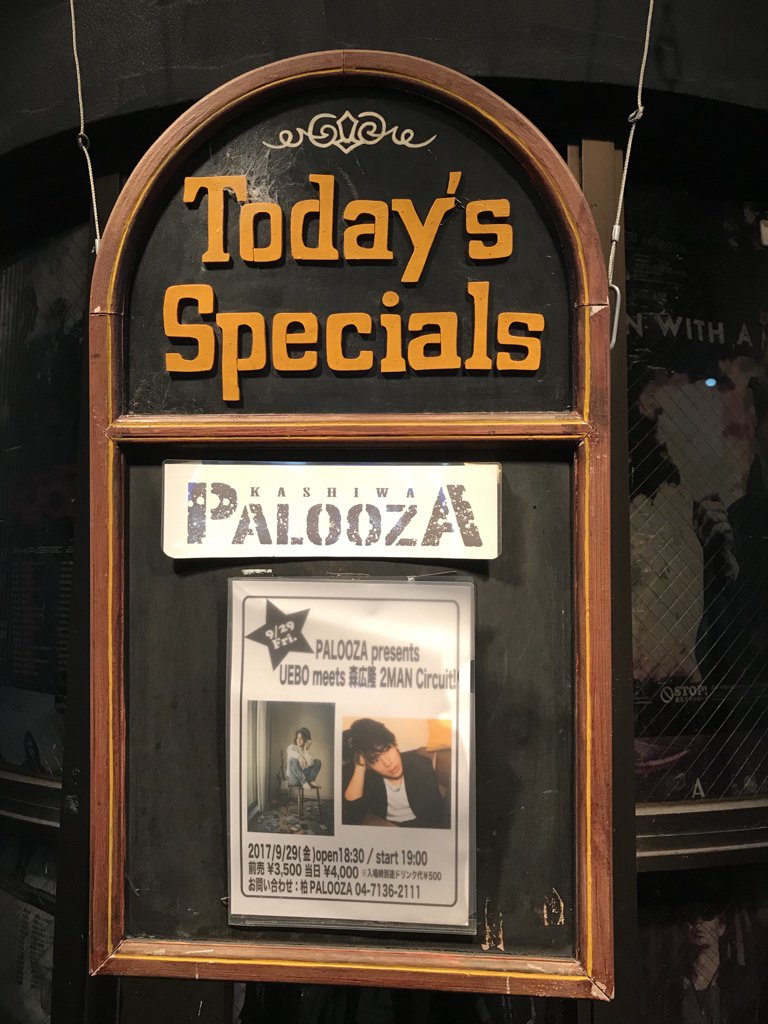 Today's
Specials
KASHIWA
PALOOZA
9/29
Fri.
PALOOZA presents
UEBO meets 森広隆 2MAN Circuit!
2017/9/29(金)open18:30 / start 19:00
前売 ¥3,500 当日 ¥4,000 ※入場時別途ドリンク代¥500
お問い合わせ：柏PALOOZA 04-7136-2111
N WITH A M
STOP!
A